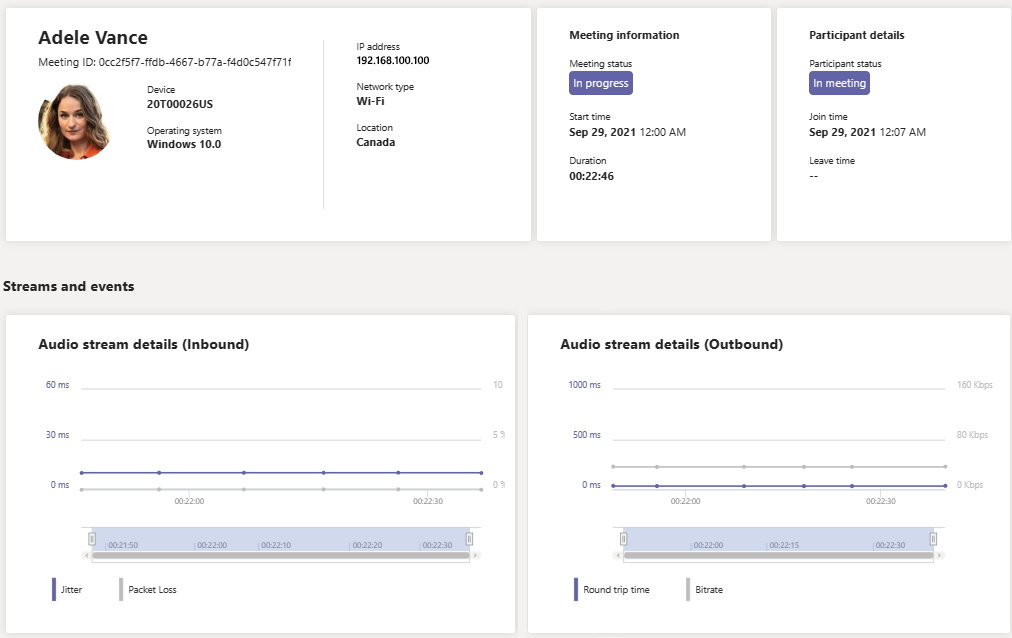 Adele Vance
Meeting ID: 0cc2f5f7-ffdb-4667-b77a-f4d0c547f71f
Device
20T00026US
Operating system
Windows 10.0
IP address
192.168.100.100
Network type
Wi-Fi
Location
Canada
Meeting information
Meeting status
In progress
Start time
Sep 29, 2021 12:00 AM
Duration
00:22:46
Participant details
Participant status
In meeting
Join time
Sep 29, 2021 12:07 AM
Leave time
--
Streams and events
Audio stream details (Inbound)
60 ms
10
30 ms
5 %
0 ms
0 %
00:22:00
00:22:30
00:21:50
00:22:00
00:22:10
00:22:20
00:22:30
Jitter
Packet Loss
Audio stream details (Outbound)
1000 ms
160 Kbps
500 ms
80 Kbps
0 ms
0 Kbps
00:22:00
00:22:30
00:22:00
00:22:15
00:22:30
Round trip time
Bitrate